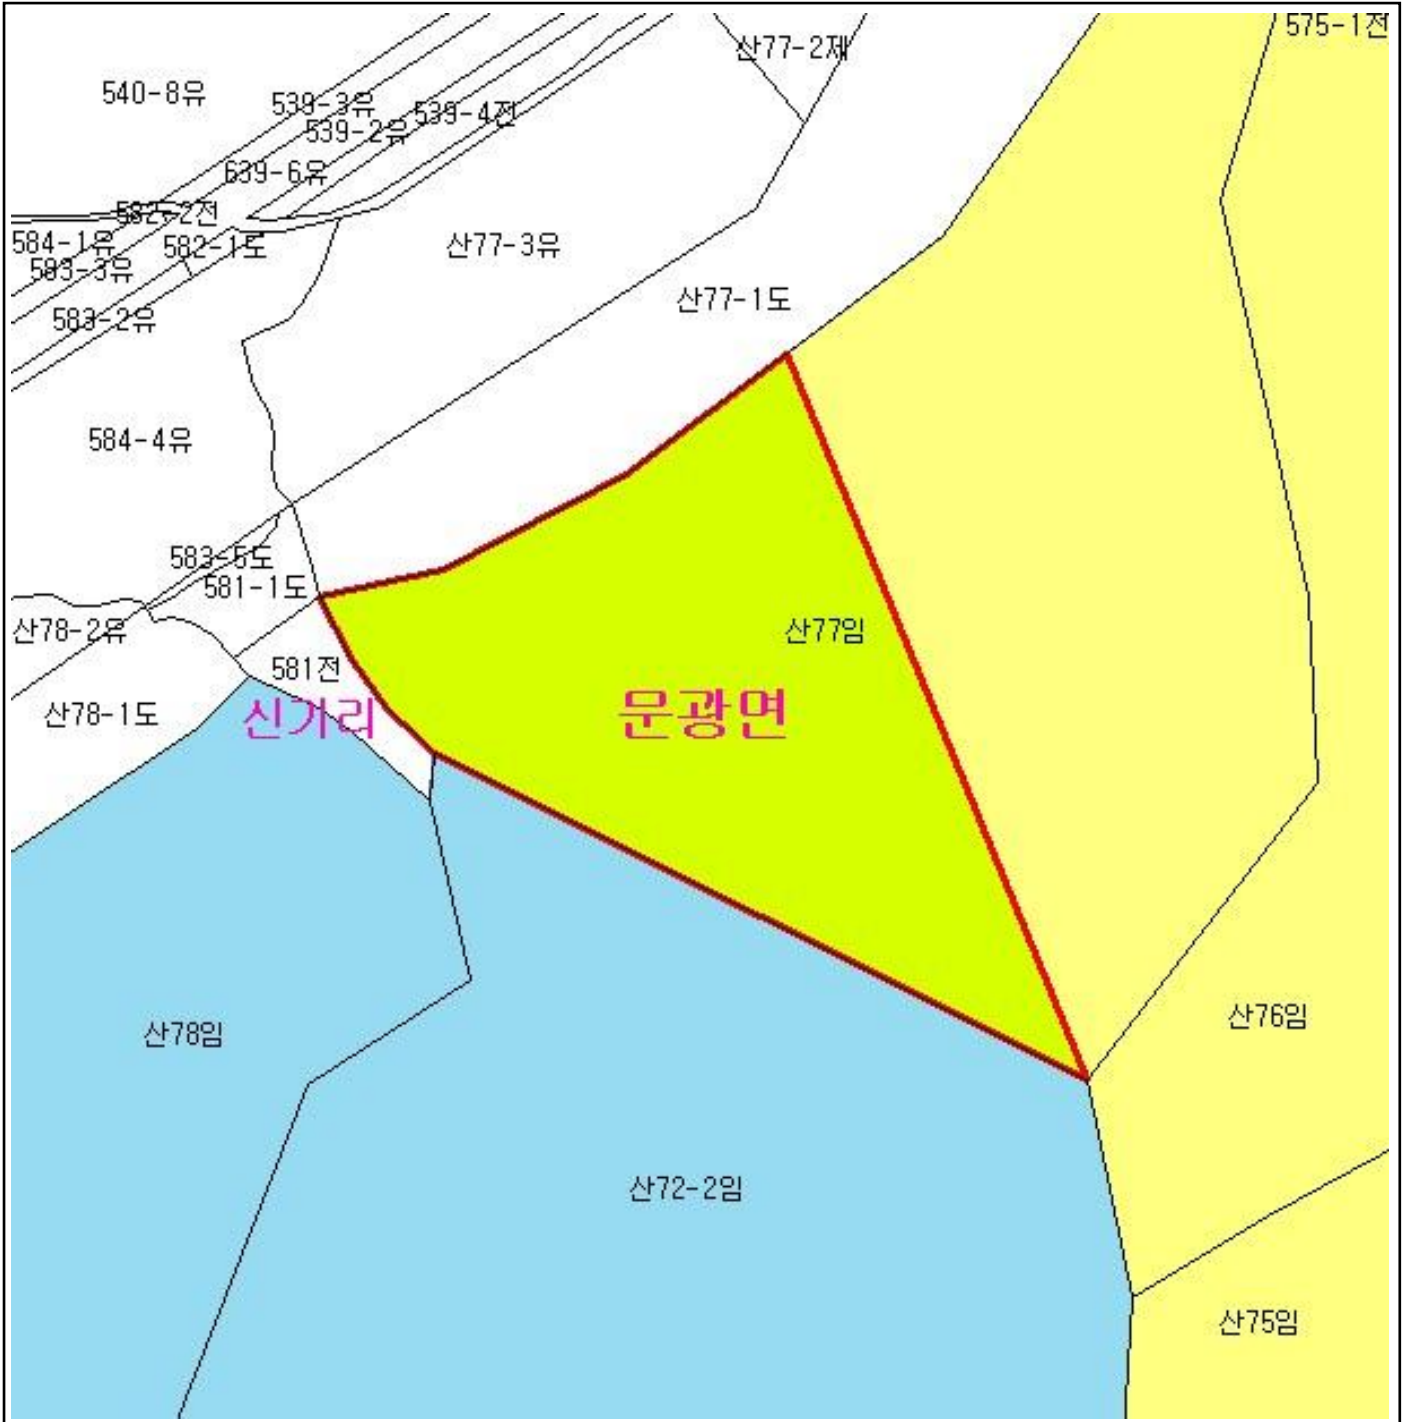 575-1전
산77-2제
540-8유
539-3유
539-4전
539-2유
639-6유
582-2전
584-1유
582-1도
산77-3유
583-3유
산77-1도
583-2유
584-4유
583-5도
581-1도
산78-2유
산77임
581전
산78-1도
신기리
문광면
산76임
산78임
산72-2임
산75임